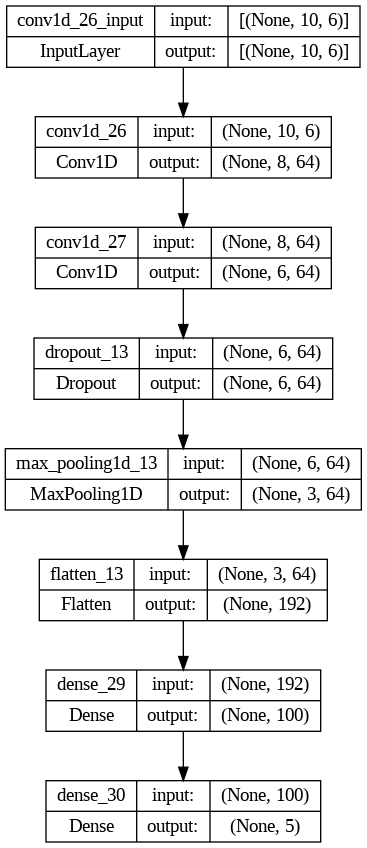 conv1d_26_input input: [(None, 10, 6)]
InputLayer output: [(None, 10, 6)]
conv1d_26 input: (None, 10, 6)
Conv1D output: (None, 8, 64)
conv1d_27 input: (None, 8, 64)
Conv1D output: (None, 6, 64)
dropout_13 input: (None, 6, 64)
Dropout output: (None, 6, 64)
max_pooling1d_13 input: (None, 6, 64)
MaxPooling1D output: (None, 3, 64)
flatten_13 input: (None, 3, 64)
Flatten output: (None, 192)
dense_29 input: (None, 192)
Dense output: (None, 100)
dense_30 input: (None, 100)
Dense output: (None, 5)